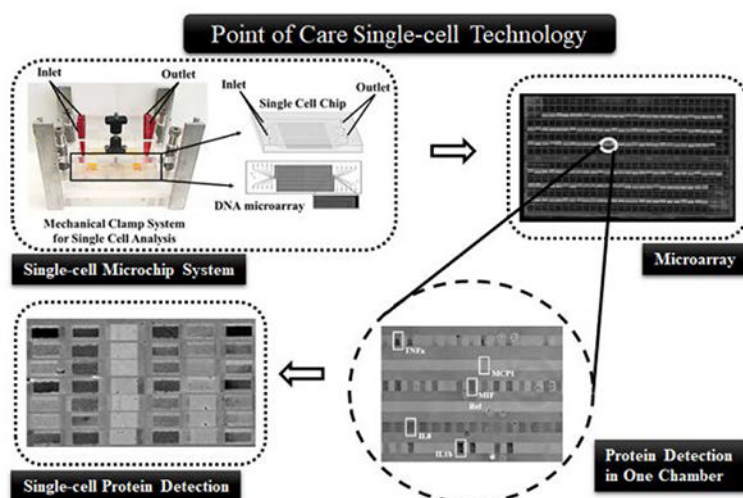 Point of Care Single-cell Technology
Inlet
Outlet
Inlet
Outlet
Single Cell Chip
DNA microarray
Mechanical Clamp System
for Single Cell Analysis
Single-cell Microchip System
Microarray
TNFa
MCP1
MIF
Ref
IL8
IL1b
Protein Detection
in One Chamber
Single-cell Protein Detection